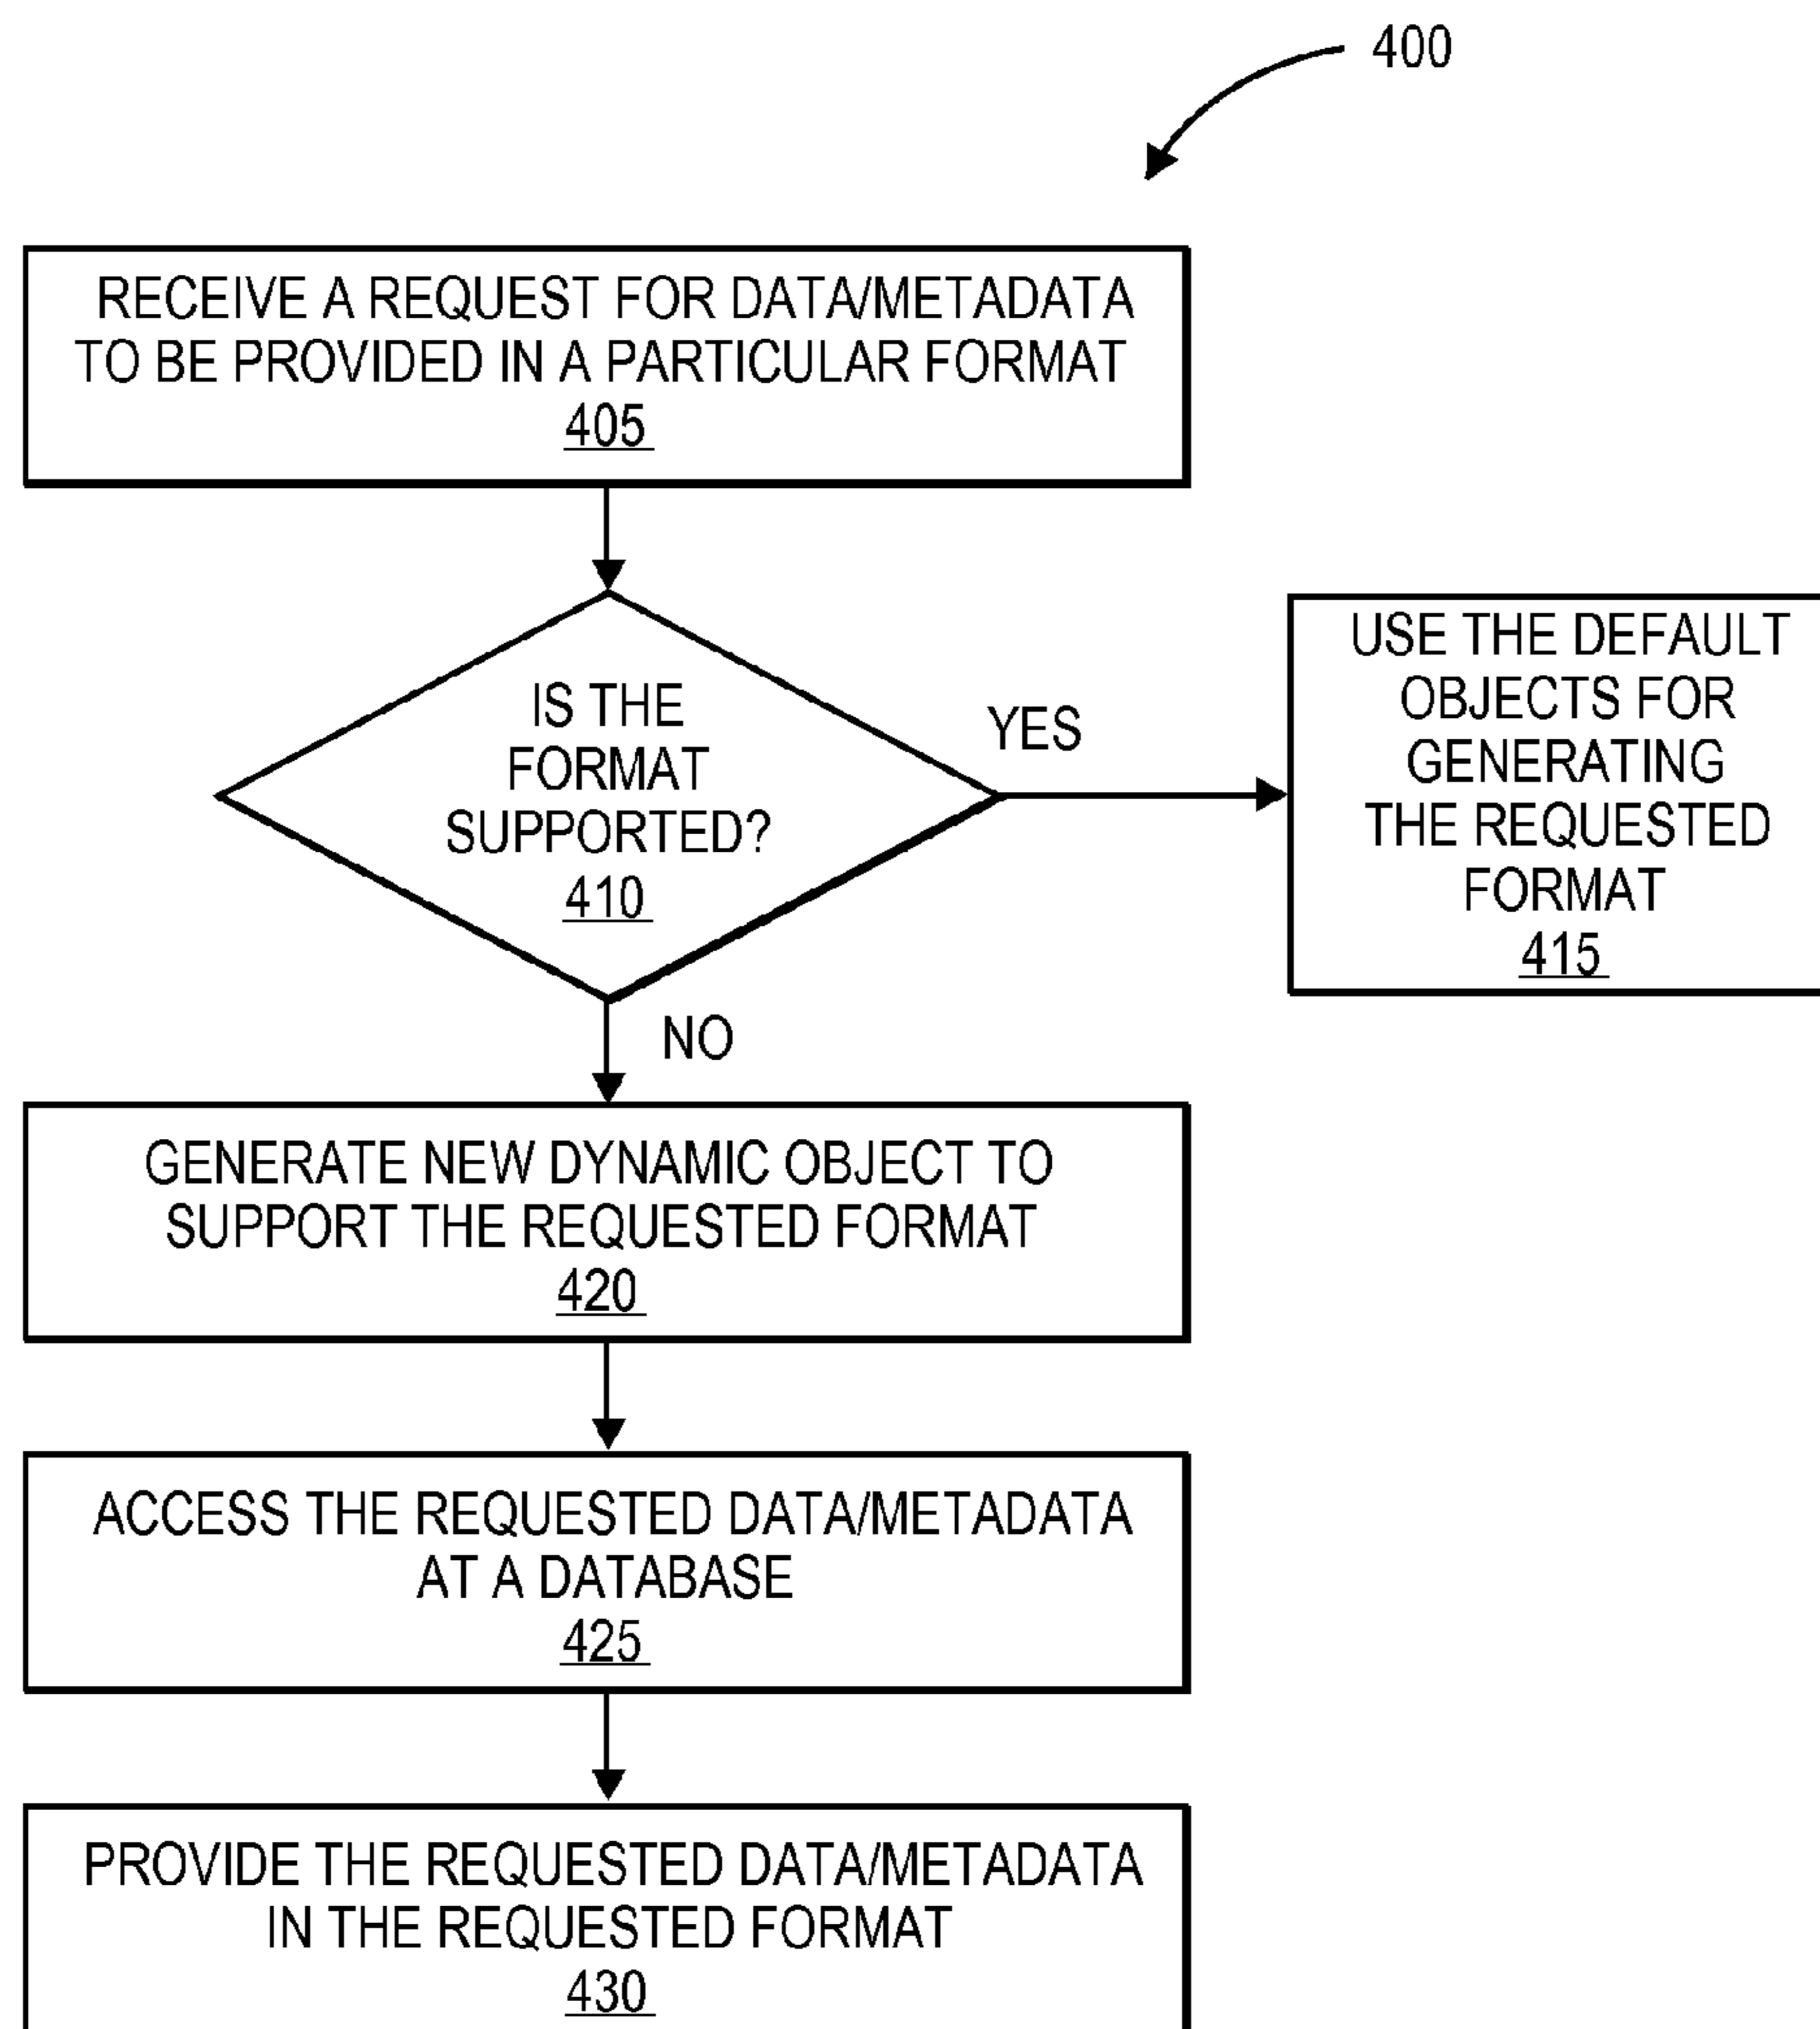 400
RECEIVE A REQUEST FOR DATA/METADATA
TO BE PROVIDED IN A PARTICULAR FORMAT
405
IS THE
FORMAT
SUPPORTED?
410
YES
USE THE DEFAULT
OBJECTS FOR
GENERATING
THE REQUESTED
FORMAT
415
NO
GENERATE NEW DYNAMIC OBJECT TO
SUPPORT THE REQUESTED FORMAT
420
ACCESS THE REQUESTED DATA/METADATA
AT A DATABASE
425
PROVIDE THE REQUESTED DATA/METADATA
IN THE REQUESTED FORMAT
430